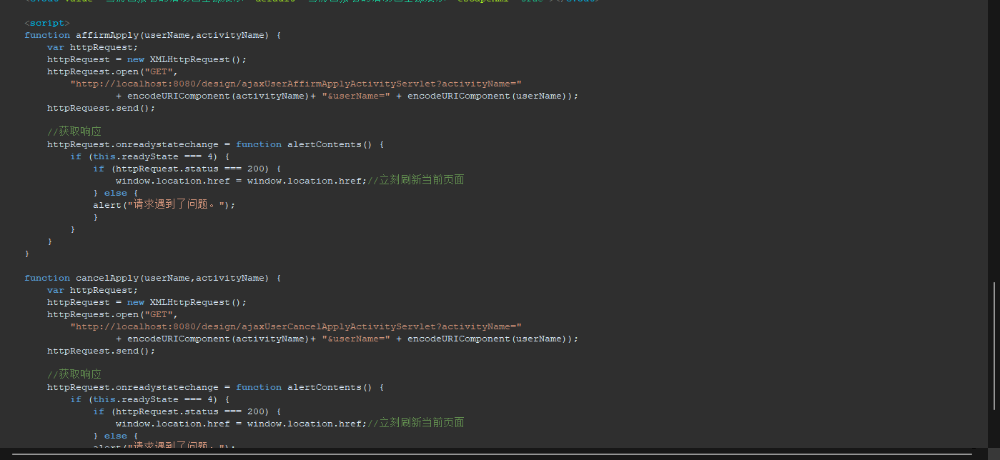 <script>
function affirmApply(userName,activityName) {
var httpRequest;
httpRequest = new XMLHttpRequest();
httpRequest.open("GET",
"http://localhost:8080/design/ajaxUserAffirmApplyActivityServlet?activityName="
+ encodeURIComponent(activityName)+ "&userName=" + encodeURIComponent(userName));
httpRequest.send();
//获取响应
httpRequest.onreadystatechange = function alertContents() {
if (this.readyState === 4) {
if (httpRequest.status === 200) {
window.location.href = window.location.href;//立刻刷新当前页面
} else {
alert("请求遇到了问题。");
}
}
}
}
function cancelApply(userName,activityName) {
var httpRequest;
httpRequest = new XMLHttpRequest();
httpRequest.open("GET",
"http://localhost:8080/design/ajaxUserCancelApplyActivityServlet?activityName="
+ encodeURIComponent(activityName)+ "&userName=" + encodeURIComponent(userName));
httpRequest.send();
//获取响应
httpRequest.onreadystatechange = function alertContents() {
if (this.readyState === 4) {
if (httpRequest.status === 200) {
window.location.href = window.location.href;//立刻刷新当前页面
} else {
alert("请求遇到了问题。");